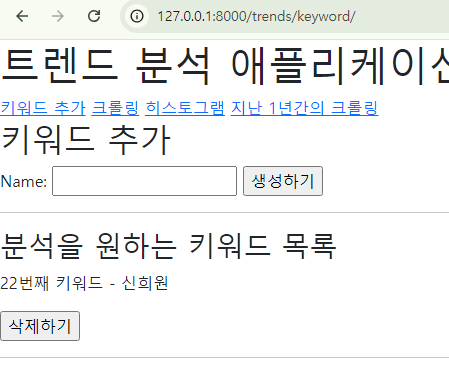 127.0.0.1:8000/trends/keyword/
트렌드 분석 애플리케이션
키워드 추가 크롤링 히스토그램 지난 1년간의 크롤링
키워드 추가
Name: 생성하기
분석을 원하는 키워드 목록
22번째 키워드 - 신희원
삭제하기